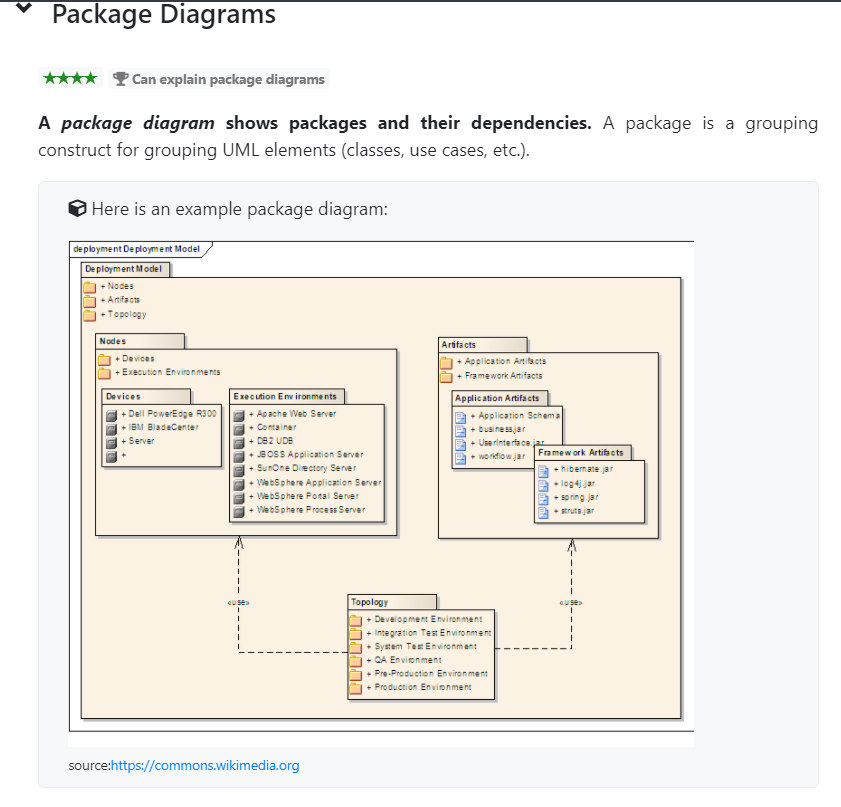 Package Diagrams
★★★★ Can explain package diagrams
A package diagram shows packages and their dependencies. A package is a grouping
construct for grouping UML elements (classes, use cases, etc.).
Here is an example package diagram:
deployment Deployment Model
Deployment Model
+ Nodes
+ Artifacts
+ Topology
Nodes
+ Devices
+ Execution Environments
Devices
+ Dell PowerEdge R300
+ IBM BladeCenter
+ Server
+
Execution Environments
+ Apache Web Server
+ Container
+ DB2 UDB
+ JBOSS Application Server
+ SunOne Directory Server
+ WebSphere Application Server
+ WebSphere Portal Server
+ WebSphere Process Server
Artifacts
+ Application Artifacts
+ Framework Artifacts
Application Artifacts
+ Application Schema
+ business.jar
+ UserInterface.jar
+ workflow.jar
Framework Artifacts
+ hibernate.jar
+ log4j.jar
+ spring.jar
+ struts.jar
«use»
«use»
Topology
+ Development Environment
+ Integration Test Environment
+ System Test Environment
+ QA Environment
+ Pre-Production Environment
+ Production Environment
source:https://commons.wikimedia.org